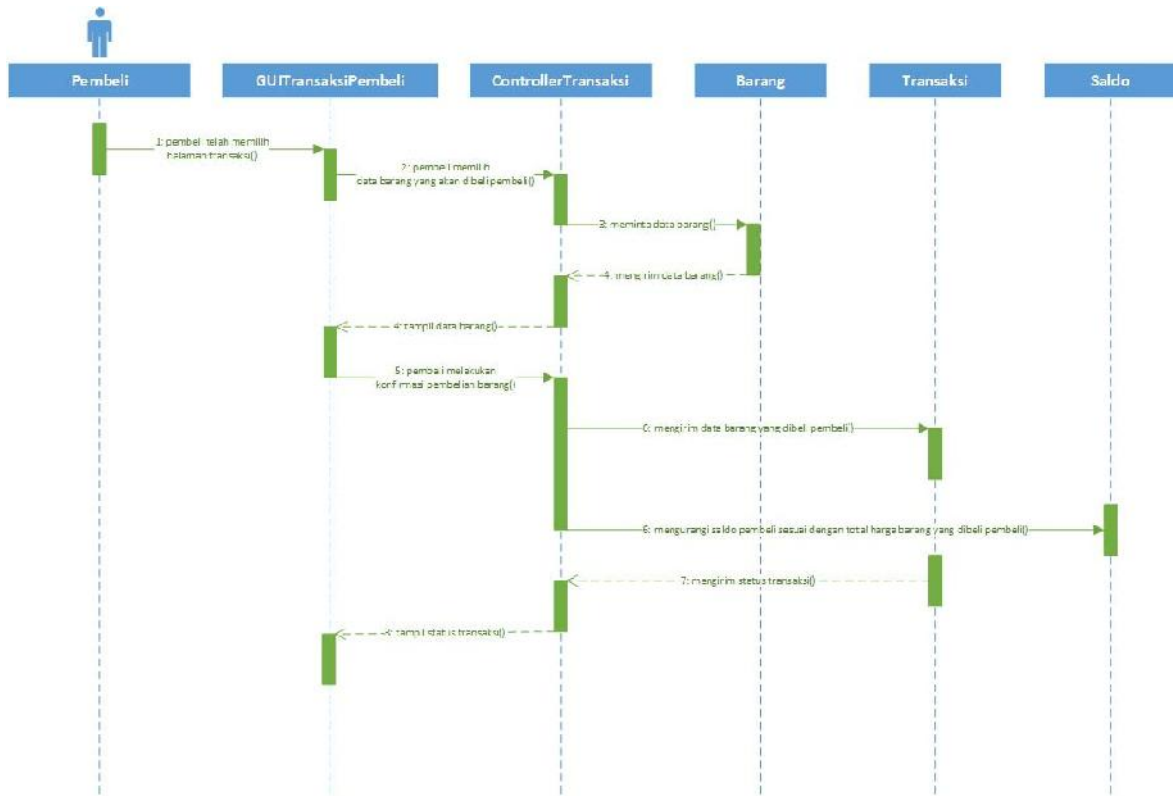 Pembeli
GUITransaksiPembeli
ControllerTransaksi
Barang
Transaksi
Saldo
1: pembeli telah memilih
halaman transaksi()
2: pembeli memilih
data barang yang akan dibeli pembeli()
3: meminta data barang()
4: mengirim data barang()
4: tampil data barang()
5: pembeli melakukan
konfirmasi pembelian barang()
6: mengirim data barang yang dibeli pembeli()
6: mengurangi saldo pembeli sesuai dengan total harga barang yang dibeli pembeli()
7: mengirim status transaksi()
8: tampil status transaksi()